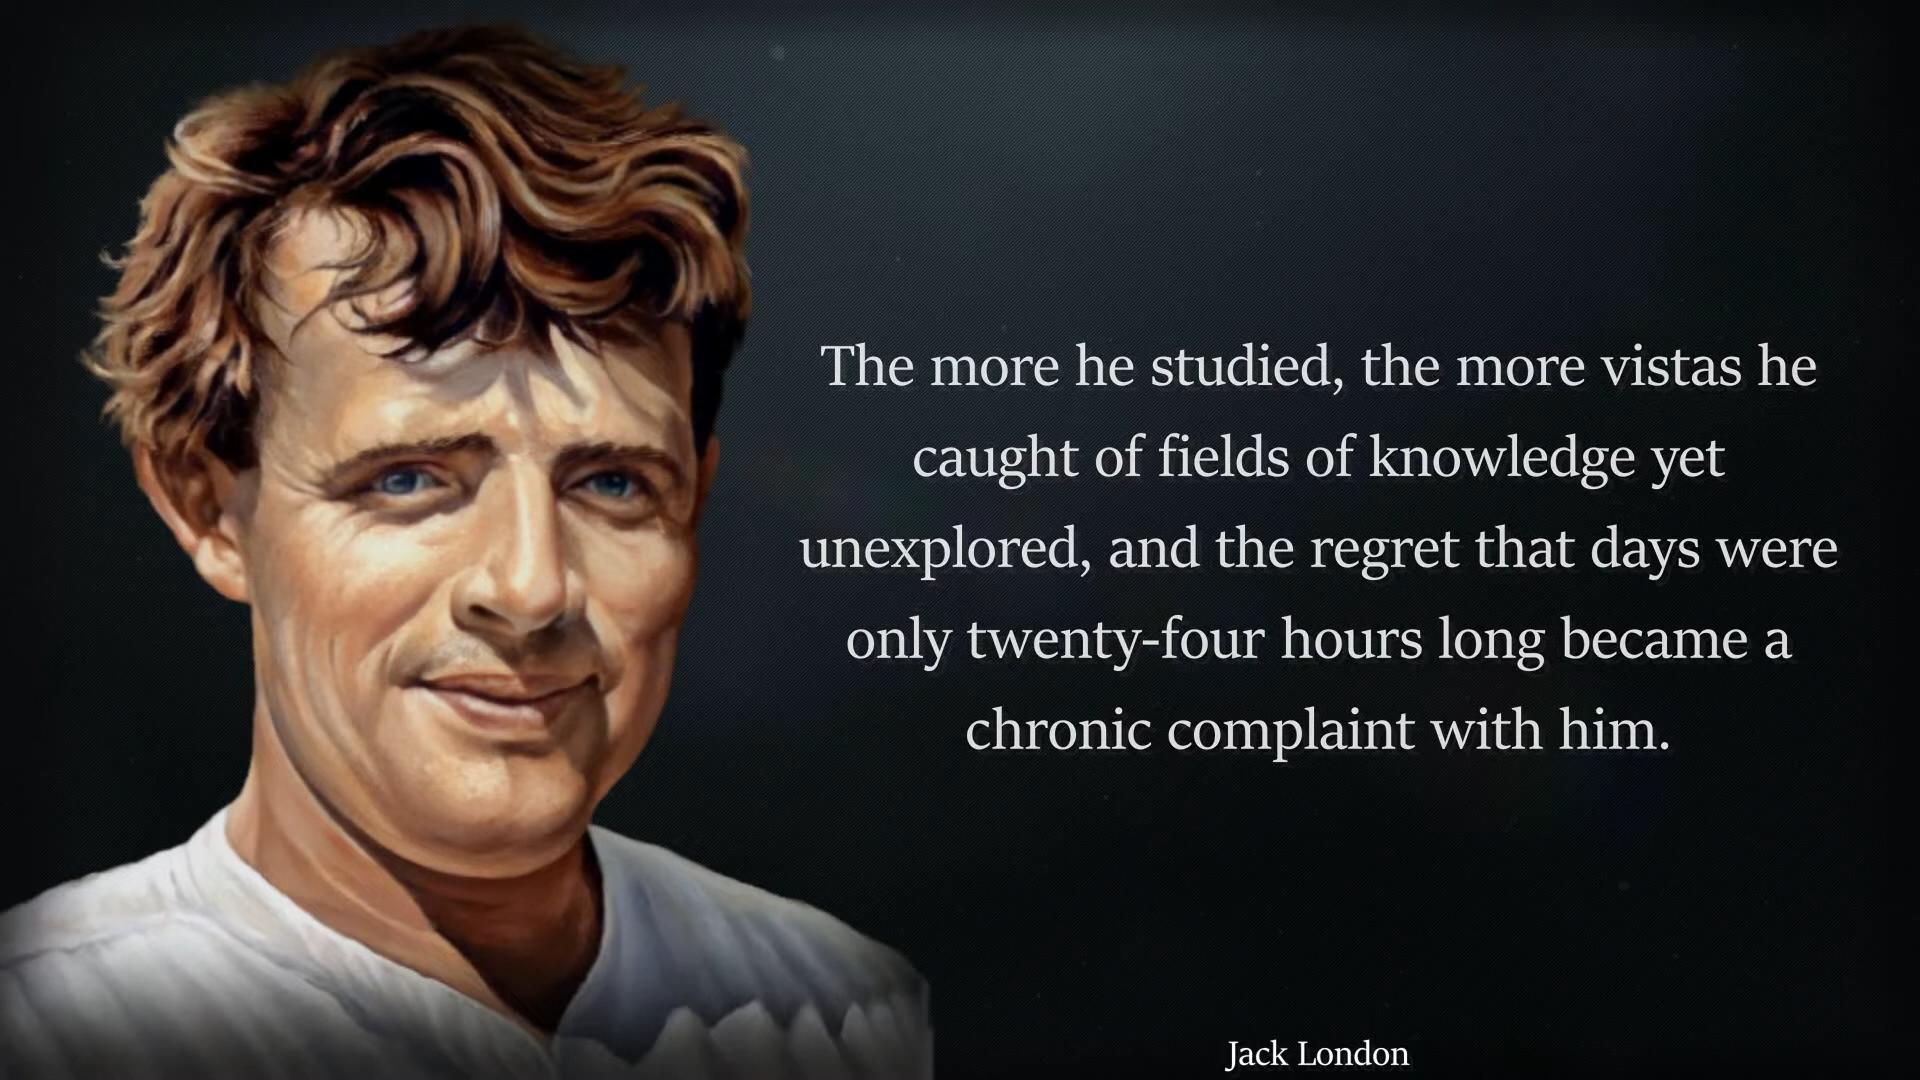 The more he studied, the more vistas he
caught of fields of knowledge yet
unexplored, and the regret that days were
only twenty-four hours long became a
chronic complaint with him.
Jack London